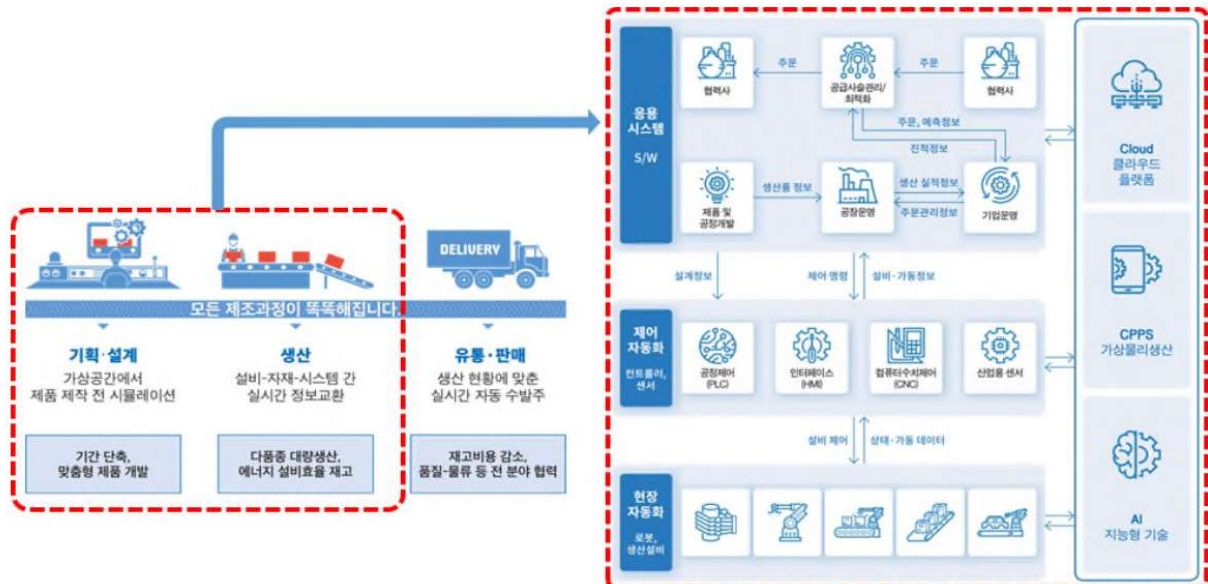 DELIVERY
모든 제조과정이 똑똑해집니다.
기획·설계
가상공간에서
제품 제작 전 시뮬레이션
기간 단축,
맞춤형 제품 개발
생산
설비-자재-시스템 간
실시간 정보교환
다품종 대량생산,
에너지 설비효율 재고
유통·판매
생산 현황에 맞춘
실시간 자동 수발주
재고비용 감소,
품질-물류 등 전 분야 협력
응용
시스템
S/W
협력사
주문
공급사슬관리/
최적화
주문
협력사
주문, 예측정보
진척정보
제품 및
공정개발
생산품 정보
공장운영
생산 실적정보
주문관리정보
기업운영
설계정보
제어 명령
설비·가동정보
제어
자동화
컨트롤러,
센서
공정제어
(PLC)
인터페이스
(HMI)
컴퓨터수치제어
(CNC)
산업용 센서
설비 제어
상태·가동 데이터
현장
자동화
로봇,
생산설비
Cloud
클라우드
플랫폼
CPPS
가상물리생산
AI
지능형 기술